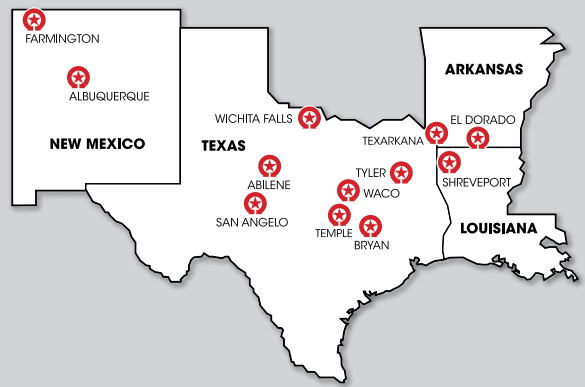 FARMINGTON
ALBUQUERQUE
NEW MEXICO
WICHITA FALLS
TEXAS
ABILENE
SAN ANGELO
TYLER
WACO
TEMPLE
BRYAN
ARKANSAS
EL DORADO
TEXARKANA
SHREVEPORT
LOUISIANA